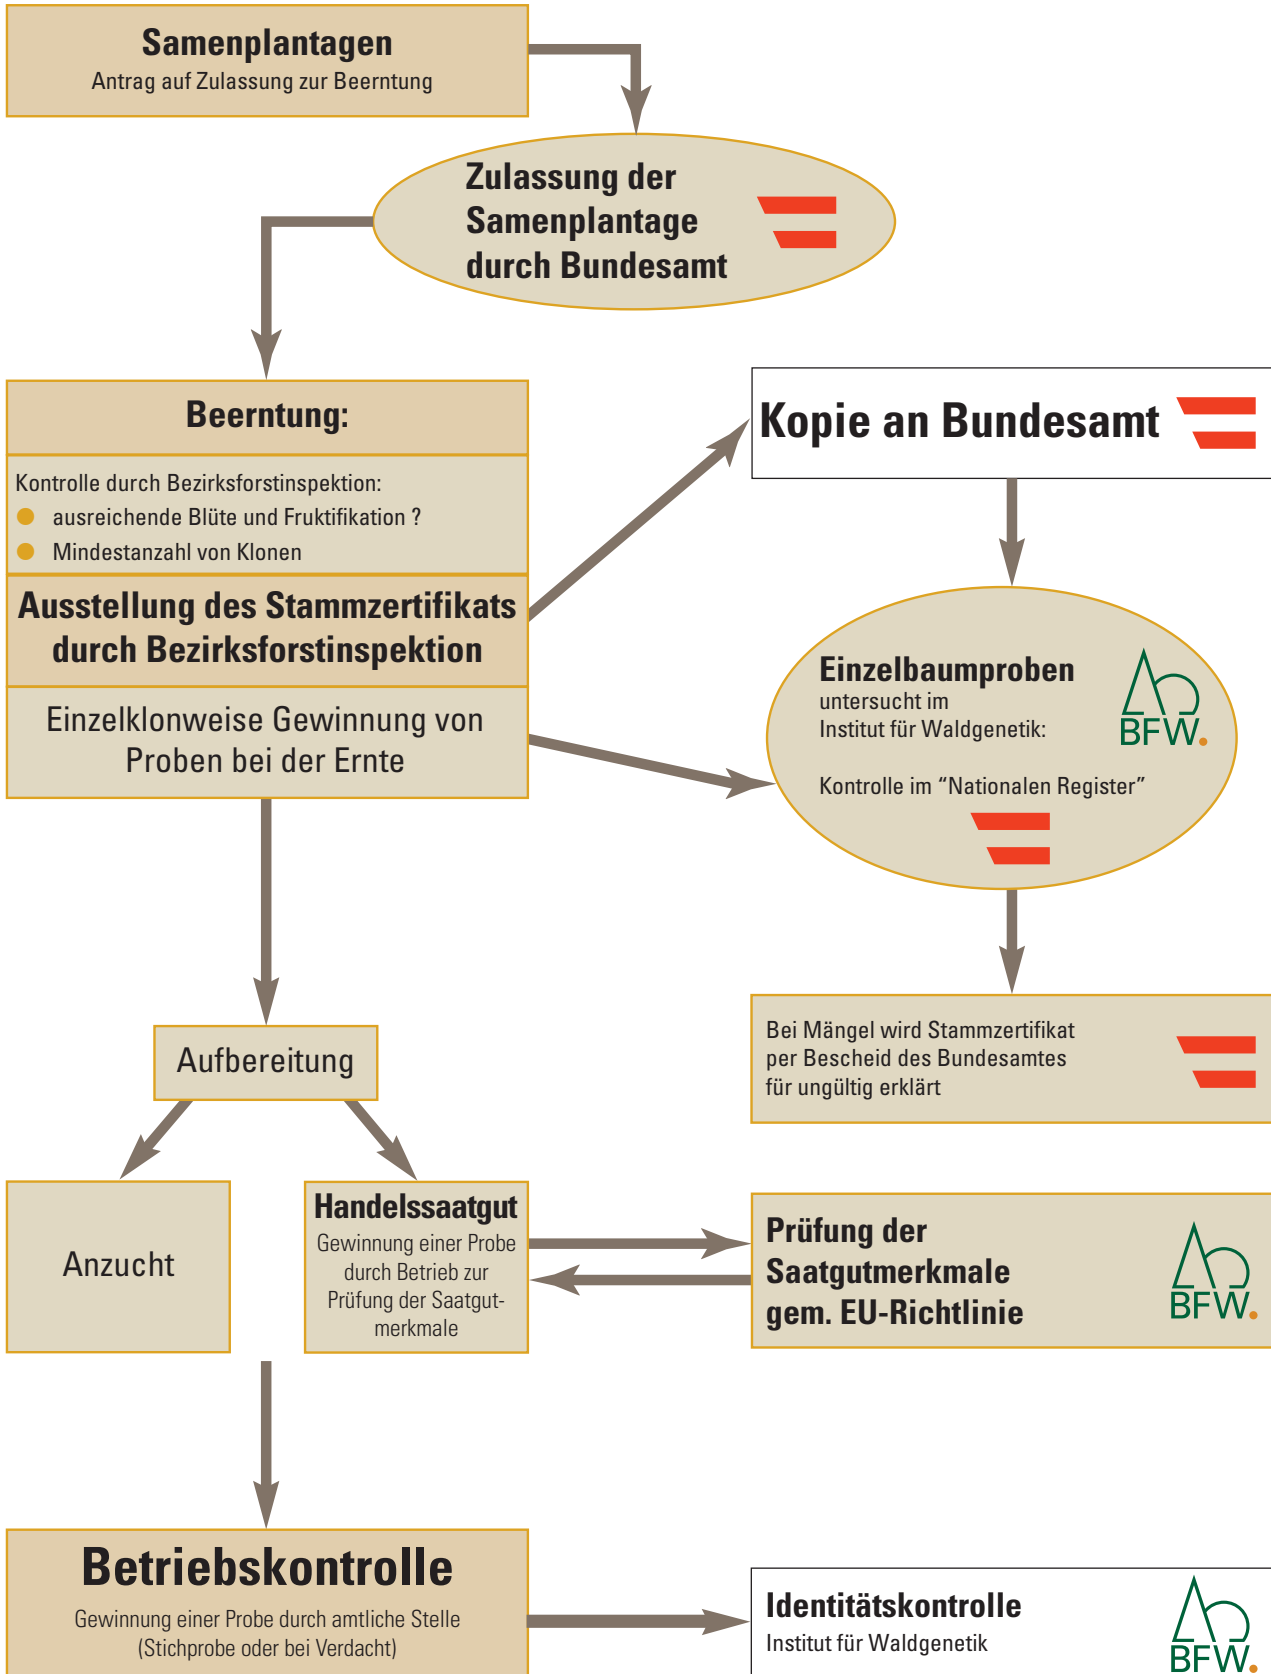 Samenplantagen
Antrag auf Zulassung zur Beerntung
Zulassung der
Samenplantage
durch Bundesamt
Beerntung:
Kontrolle durch Bezirksforstinspektion:
ausreichende Blüte und Fruktifikation ?
Mindestanzahl von Klonen
Ausstellung des Stammzertifikats
durch Bezirksforstinspektion
Einzelklonweise Gewinnung von
Proben bei der Ernte
Kopie an Bundesamt
Einzelbaumproben
untersucht im
Institut für Waldgenetik:
BFW.
Kontrolle im “Nationalen Register”
Bei Mängel wird Stammzertifikat
per Bescheid des Bundesamtes
für ungültig erklärt
Aufbereitung
Anzucht
Handelssaatgut
Gewinnung einer Probe
durch Betrieb zur
Prüfung der Saatgut-
merkmale
Prüfung der
Saatgutmerkmale
gem. EU-Richtlinie
BFW.
Betriebskontrolle
Gewinnung einer Probe durch amtliche Stelle
(Stichprobe oder bei Verdacht)
Identitätskontrolle
Institut für Waldgenetik
BFW.